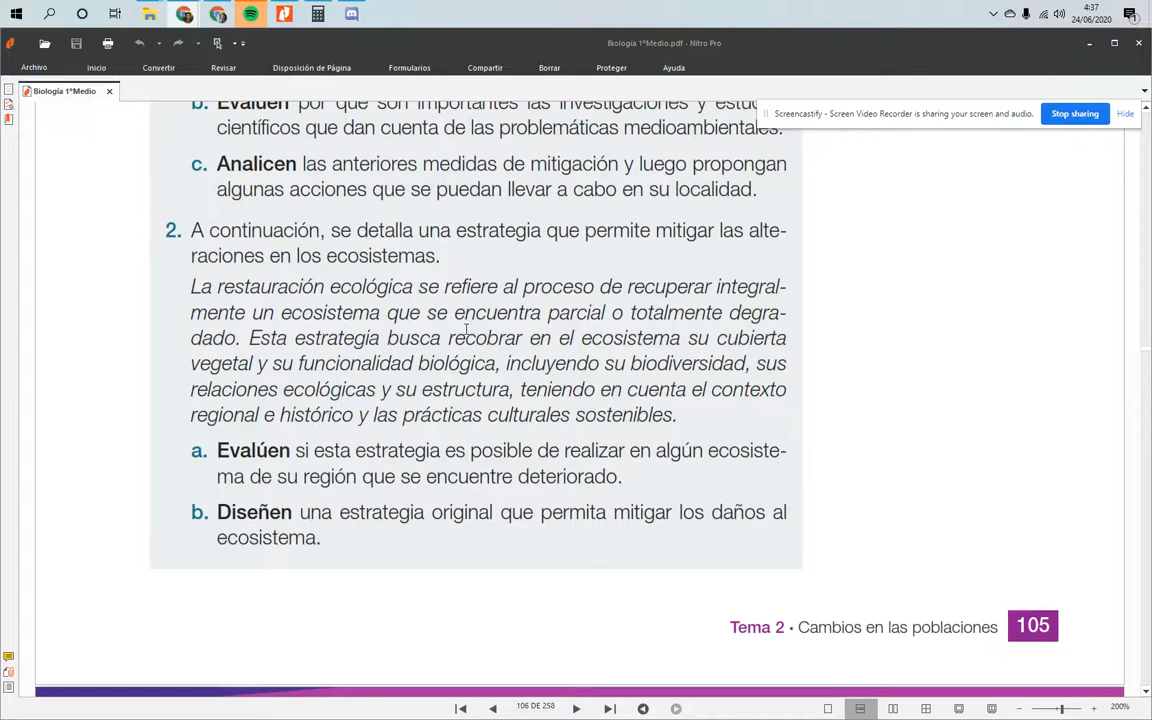 4:37
24/06/2020
Biología 1°Medio.pdf - Nitro Pro
Archivo Inicio Convertir Revisar Disposición de Página Formularios Compartir Borrar Proteger Ayuda
Biología 1°Medio
Screencastify - Screen Video Recorder is sharing your screen and audio. Stop sharing Hide
b. Evalúen por qué son importantes las investigaciones y
científicos que dan cuenta de las problemáticas medioambientales.
c. Analicen las anteriores medidas de mitigación y luego propongan
algunas acciones que se puedan llevar a cabo en su localidad.
2. A continuación, se detalla una estrategia que permite mitigar las alte-
raciones en los ecosistemas.
La restauración ecológica se refiere al proceso de recuperar integral-
mente un ecosistema que se encuentra parcial o totalmente degra-
dado. Esta estrategia busca recobrar en el ecosistema su cubierta
vegetal y su funcionalidad biológica, incluyendo su biodiversidad, sus
relaciones ecológicas y su estructura, teniendo en cuenta el contexto
regional e histórico y las prácticas culturales sostenibles.
a. Evalúen si esta estrategia es posible de realizar en algún ecosiste-
ma de su región que se encuentre deteriorado.
b. Diseñen una estrategia original que permita mitigar los daños al
ecosistema.
Tema 2 • Cambios en las poblaciones 105
106 DE 258
200%